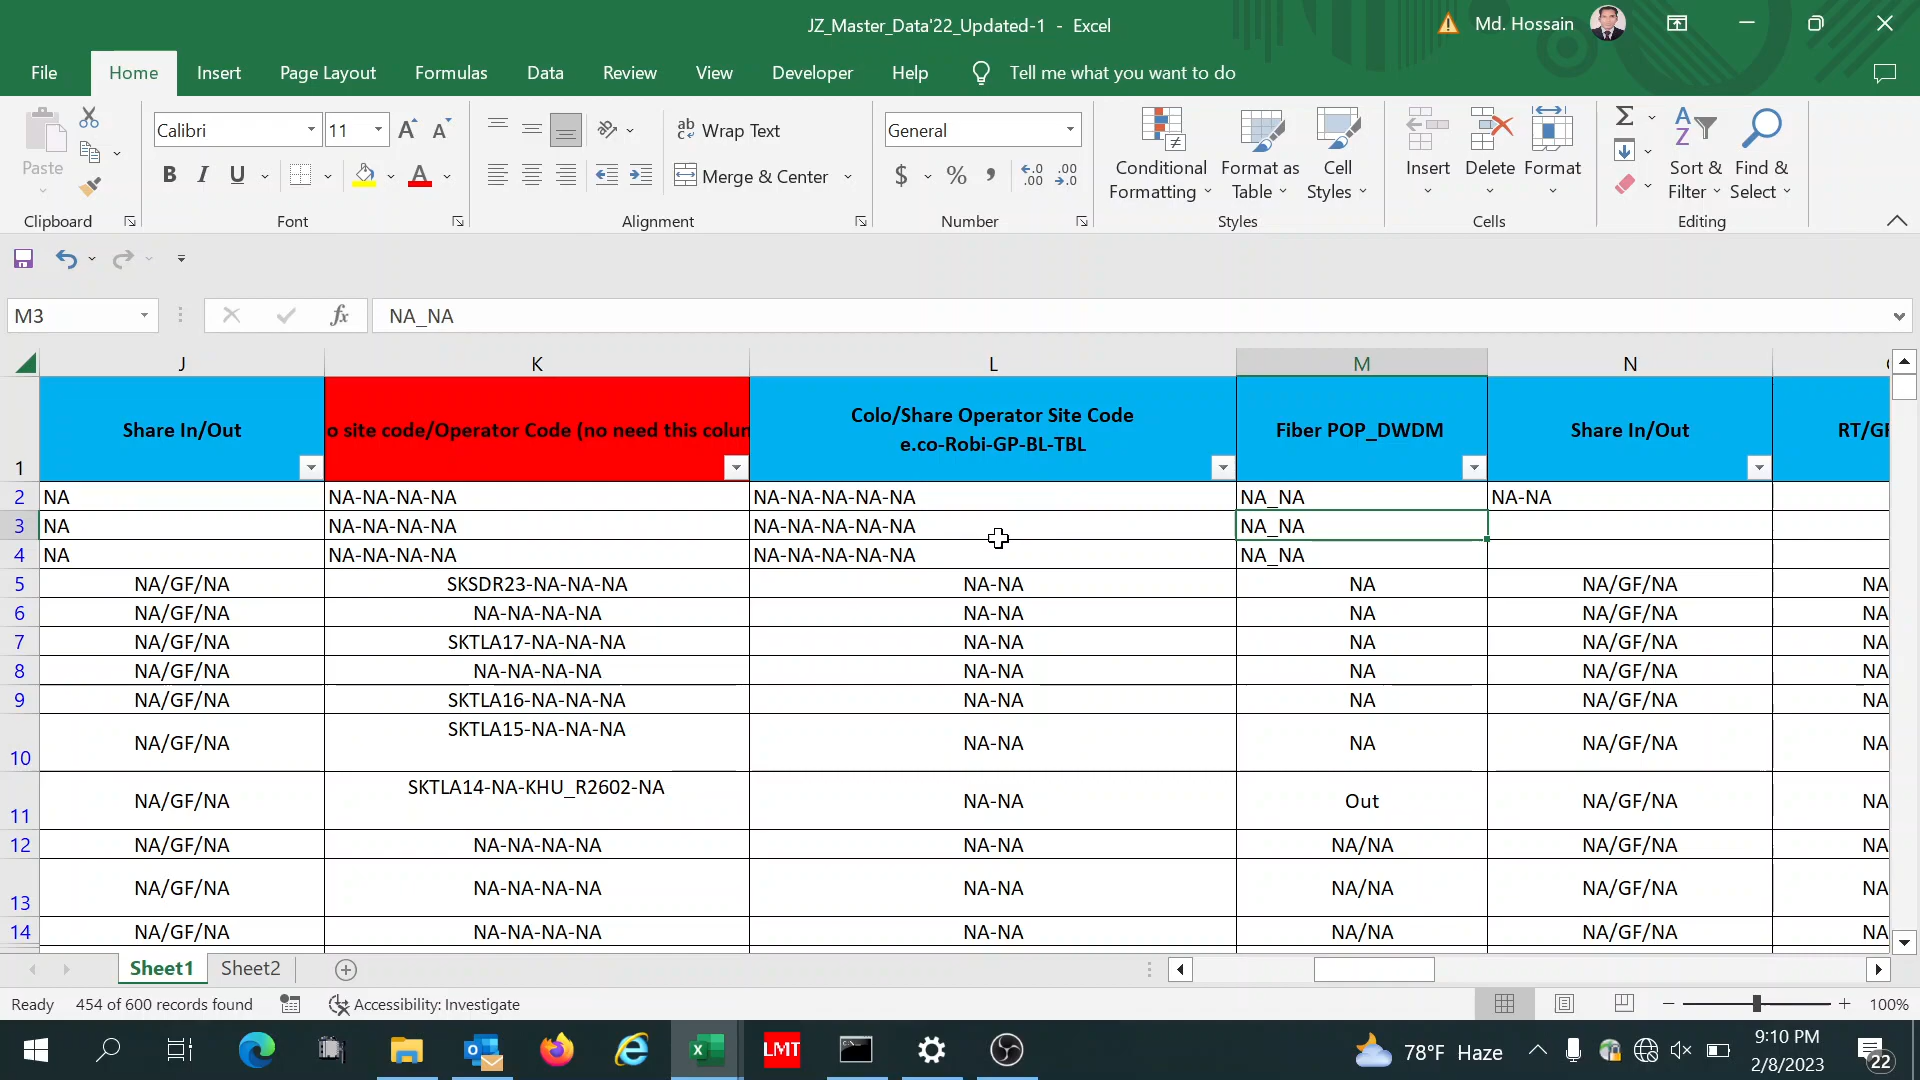 JZ_Master_Data'22_Updated-1 - Excel
Md. Hossain
File Home Insert Page Layout Formulas Data Review View Developer Help Tell me what you want to do
Paste
Clipboard
Calibri 11
B I U
Font
ab Wrap Text
Merge & Center
Alignment
General
$ % ,
Number
Conditional Formatting
Format as Table
Cell Styles
Styles
Insert Delete Format
Cells
Sort & Filter
Find & Select
Editing
M3 fx NA_NA
J K L M N
1 Share In/Out o site code/Operator Code (no need this colum Colo/Share Operator Site Code Fiber POP_DWDM Share In/Out
e.co-Robi-GP-BL-TBL
2 NA NA-NA-NA-NA NA-NA-NA-NA-NA NA_NA NA-NA
3 NA NA-NA-NA-NA NA-NA-NA-NA-NA NA_NA
4 NA NA-NA-NA-NA NA-NA-NA-NA-NA NA_NA
5 NA/GF/NA SKSDR23-NA-NA-NA NA-NA NA NA/GF/NA NA
6 NA/GF/NA NA-NA-NA-NA NA-NA NA NA/GF/NA NA
7 NA/GF/NA SKTLA17-NA-NA-NA NA-NA NA NA/GF/NA NA
8 NA/GF/NA NA-NA-NA-NA NA-NA NA NA/GF/NA NA
9 NA/GF/NA SKTLA16-NA-NA-NA NA-NA NA NA/GF/NA NA
10 NA/GF/NA SKTLA15-NA-NA-NA NA-NA NA NA/GF/NA NA
11 NA/GF/NA SKTLA14-NA-KHU_R2602-NA NA-NA Out NA/GF/NA NA
12 NA/GF/NA NA-NA-NA-NA NA-NA NA/NA NA/GF/NA NA
13 NA/GF/NA NA-NA-NA-NA NA-NA NA/NA NA/GF/NA NA
14 NA/GF/NA NA-NA-NA-NA NA-NA NA/NA NA/GF/NA NA
Sheet1 Sheet2
Ready 454 of 600 records found Accessibility: Investigate 100%
LMT
78°F Haze
9:10 PM
2/8/2023
22